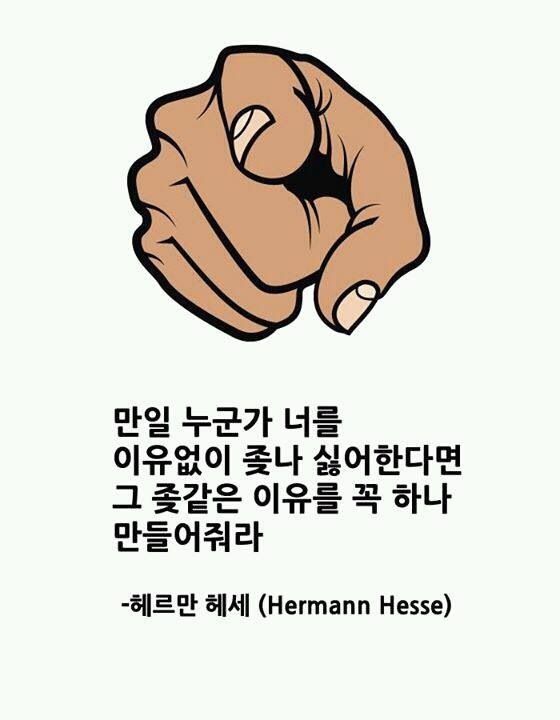 만일 누군가 너를
이유없이 좆나 싫어한다면
그 좆같은 이유를 꼭 하나
만들어줘라
-헤르만 헤세 (Hermann Hesse)